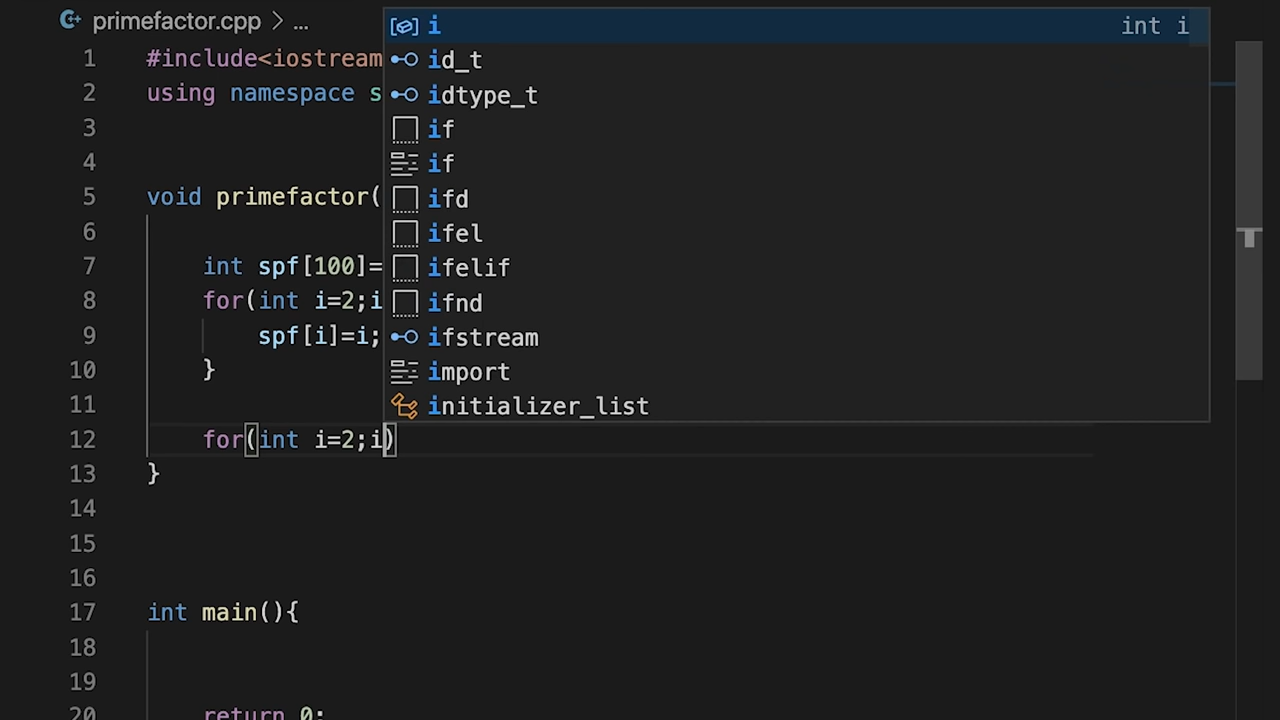 primefactor.cpp > ...
1 #include<iostream
2 using namespace s
3
4
5 void primefactor(
6
7 int spf[100]=
8 for(int i=2;i
9 spf[i]=i;
10 }
11
12 for(int i=2;i)
13 }
14
15
16
17 int main(){
18
19
20 return 0;
i int i
id_t
idtype_t
if
if
ifd
ifel
ifelif
ifnd
ifstream
import
initializer_list